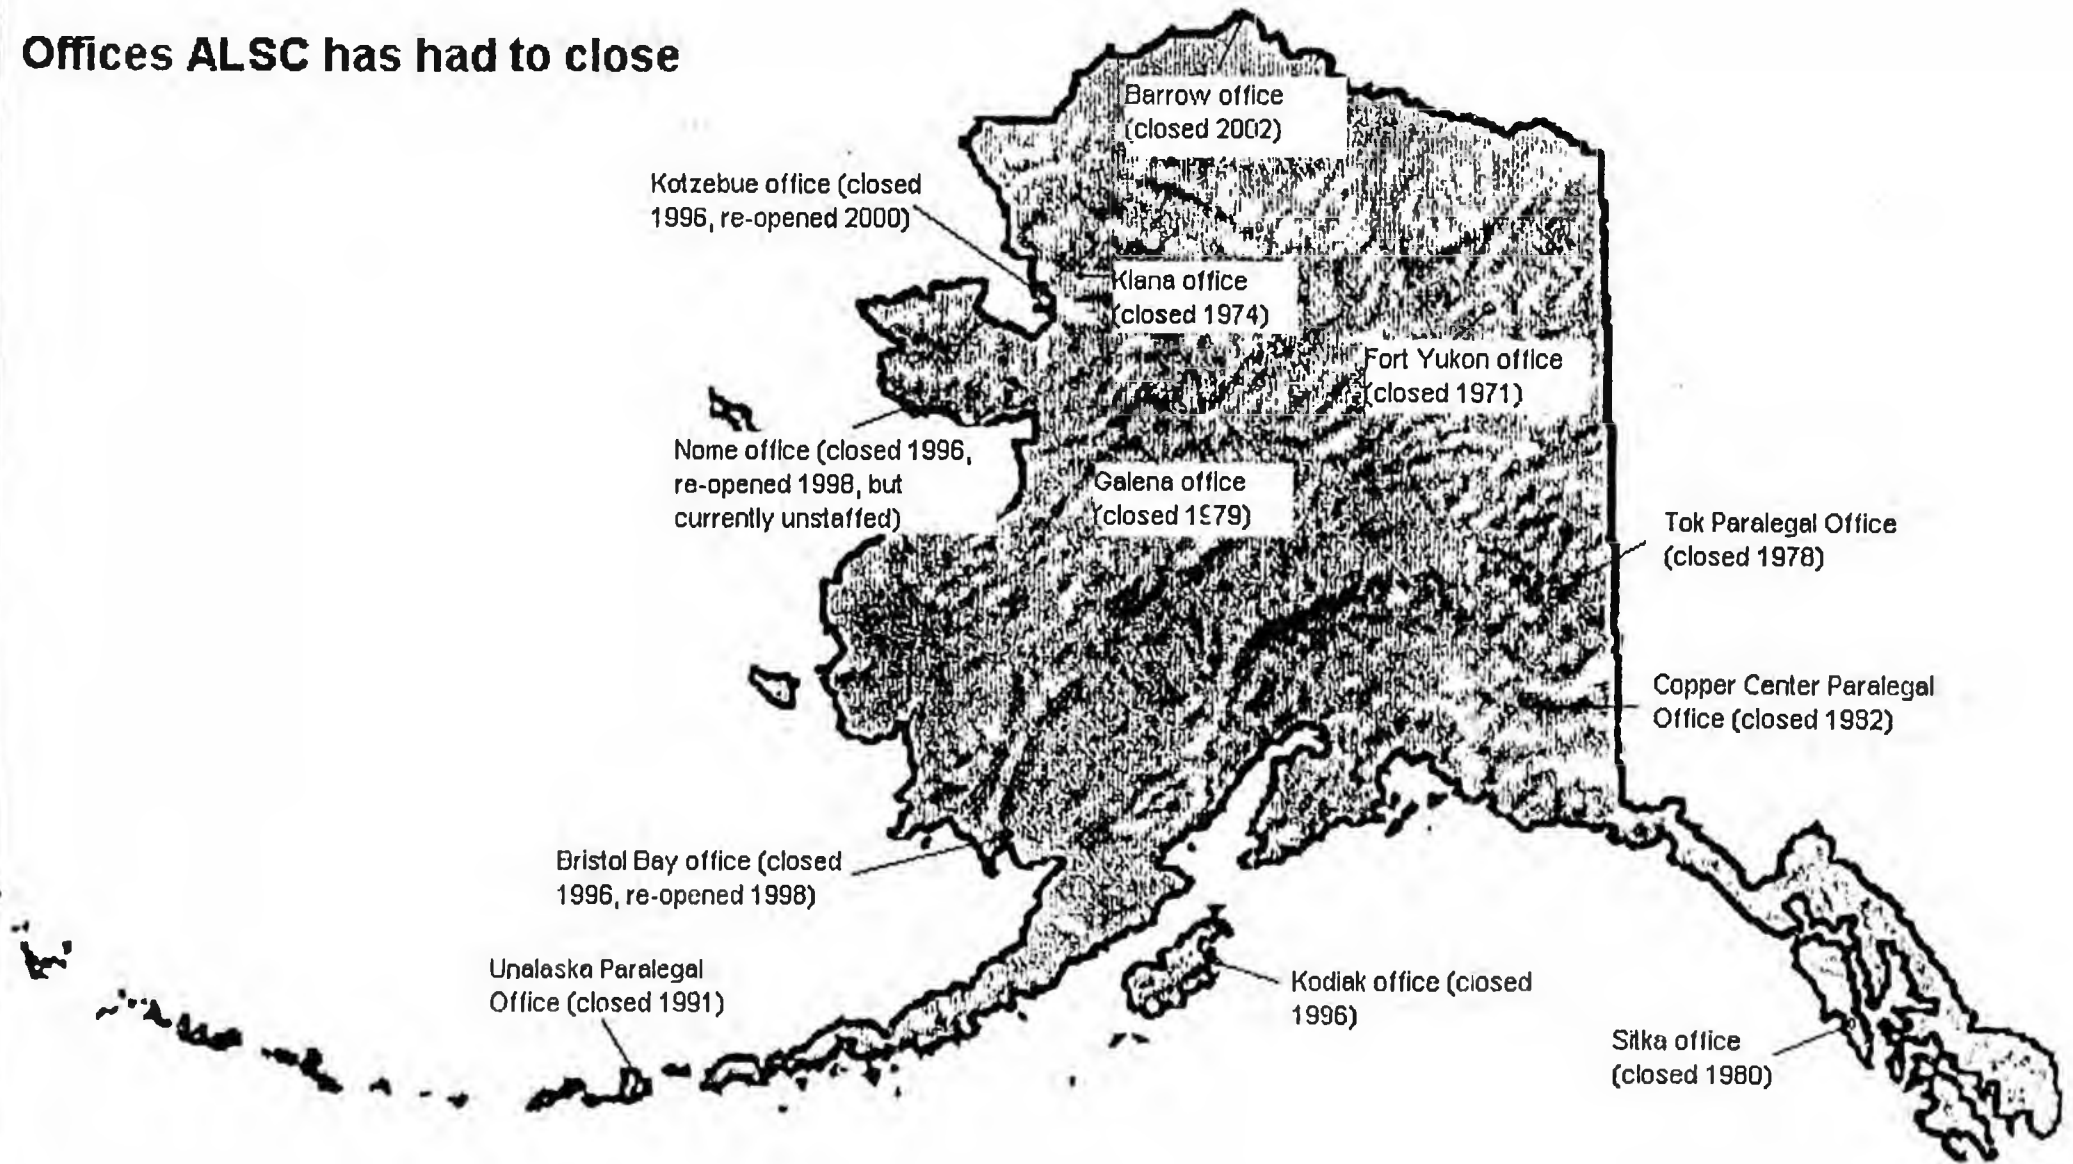 Offices ALSC has had to close
Barrow office
(closed 2002)
Kotzebue office (closed
1996, re-opened 2000)
Kiana office
(closed 1974)
Fort Yukon office
(closed 1971)
Nome office (closed 1996,
re-opened 1998, but
currently unstaffed)
Galena office
(closed 1979)
Tok Paralegal Office
(closed 1978)
Copper Center Paralegal
Office (closed 1982)
Bristol Bay office (closed
1996, re-opened 1998)
Unalaska Paralegal
Office (closed 1991)
Kodiak office (closed
1996)
Sitka office
(closed 1980)